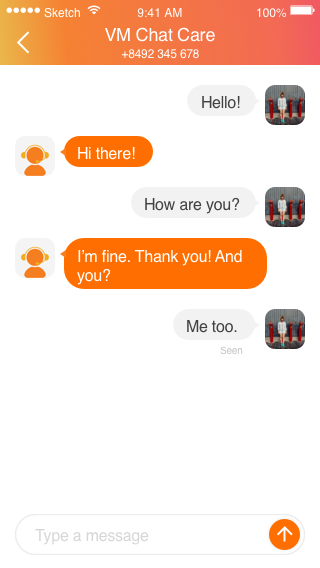 Sketch 9:41 AM 100%
VM Chat Care
+8492 345 678
Hello!
Hi there!
How are you?
I'm fine. Thank you! And
you?
Me too.
Seen
Type a message